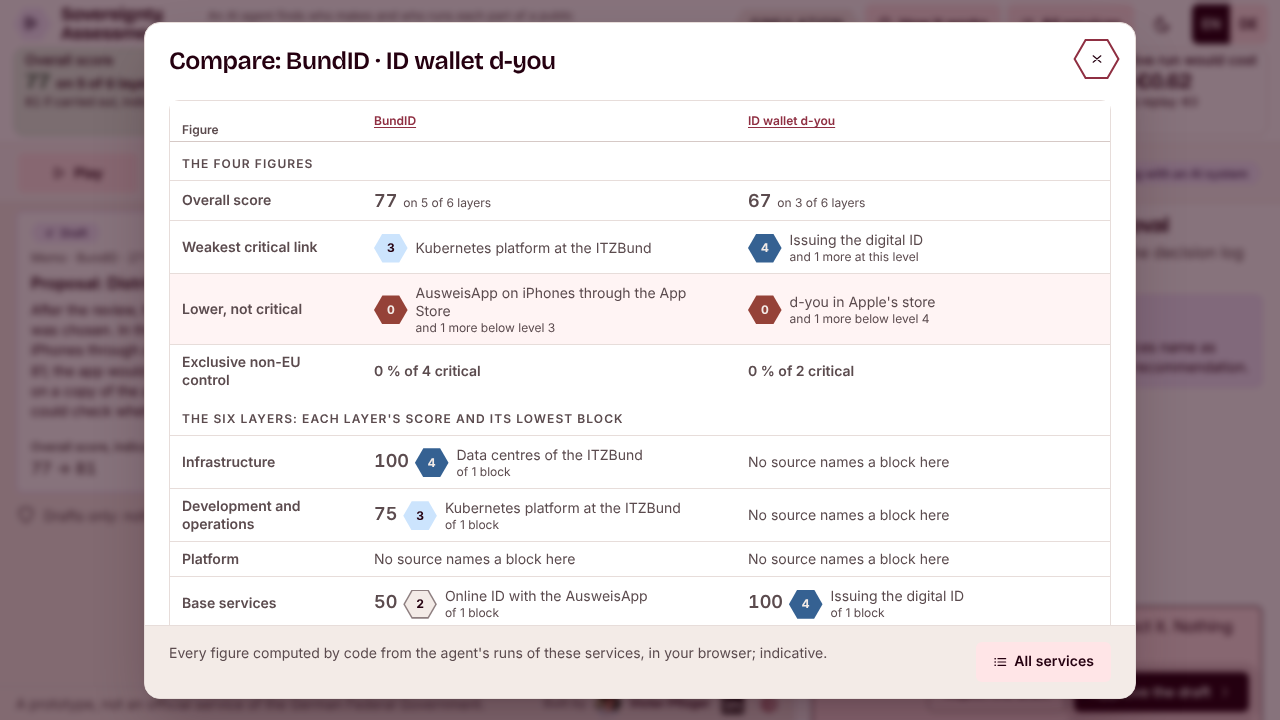 Compare: BundID · ID wallet d-you
×
Figure
BundID
ID wallet d-you
THE FOUR FIGURES
Overall score
77 on 5 of 6 layers
67 on 3 of 6 layers
Weakest critical link
3 Kubernetes platform at the ITZBund
4 Issuing the digital ID
and 1 more at this level
Lower, not critical
0 AusweisApp on iPhones through the App
Store
and 1 more below level 3
0 d-you in Apple's store
and 1 more below level 4
Exclusive non-EU
control
0 % of 4 critical
0 % of 2 critical
THE SIX LAYERS: EACH LAYER'S SCORE AND ITS LOWEST BLOCK
Infrastructure
100 4 Data centres of the ITZBund
of 1 block
No source names a block here
Development and
operations
75 3 Kubernetes platform at the ITZBund
of 1 block
No source names a block here
Platform
No source names a block here
No source names a block here
Base services
50 2 Online ID with the AusweisApp
of 1 block
100 4 Issuing the digital ID
of 1 block
Every figure computed by code from the agent's runs of these services, in your browser; indicative.
All services
Overall score
Play